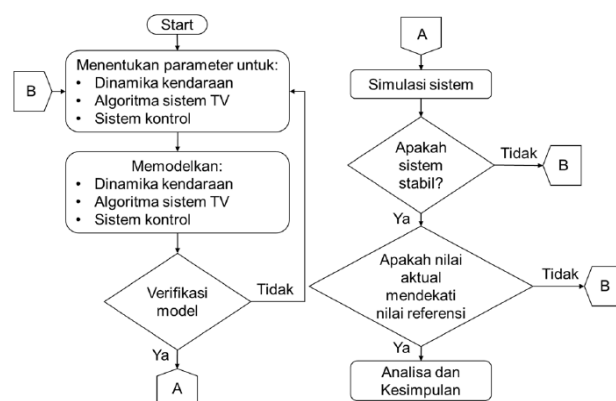 Start
B
Menentukan parameter untuk:
• Dinamika kendaraan
• Algoritma sistem TV
• Sistem kontrol
Memodelkan:
• Dinamika kendaraan
• Algoritma sistem TV
• Sistem kontrol
Verifikasi
model
Tidak
Ya
A
A
Simulasi sistem
Apakah
sistem
stabil?
Tidak
B
Ya
Apakah nilai
aktual
mendekati
nilai referensi
Tidak
B
Ya
Analisa dan
Kesimpulan